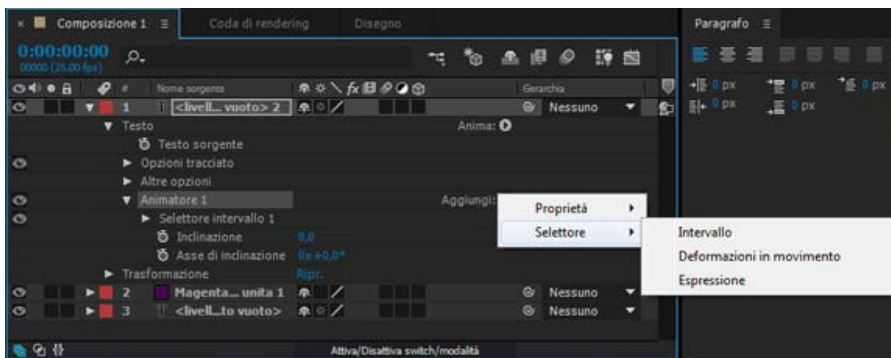 × Composizione 1 ≡ Coda di rendering Disegno
Paragrafo ≡
0:00:00:00
00000 (25.00 fps)
# Nome sorgente fx Gerarchia
+0 px 0 px 0 px
0 px 0 px
1 T <livell... vuoto> 2 Nessuno
Testo Anima:
Testo sorgente
Opzioni tracciato
Altre opzioni
Animatore 1 Aggiungi:
Proprietà
Selettore intervallo 1
Selettore
Intervallo
Inclinazione 0,0
Deformazioni in movimento
Asse di inclinazione 0x+0,0°
Espressione
Trasformazione Ripr.
2 Magenta... unita 1 Nessuno
3 T <livell...to vuoto> Nessuno
Attiva/Disattiva switch/modalità